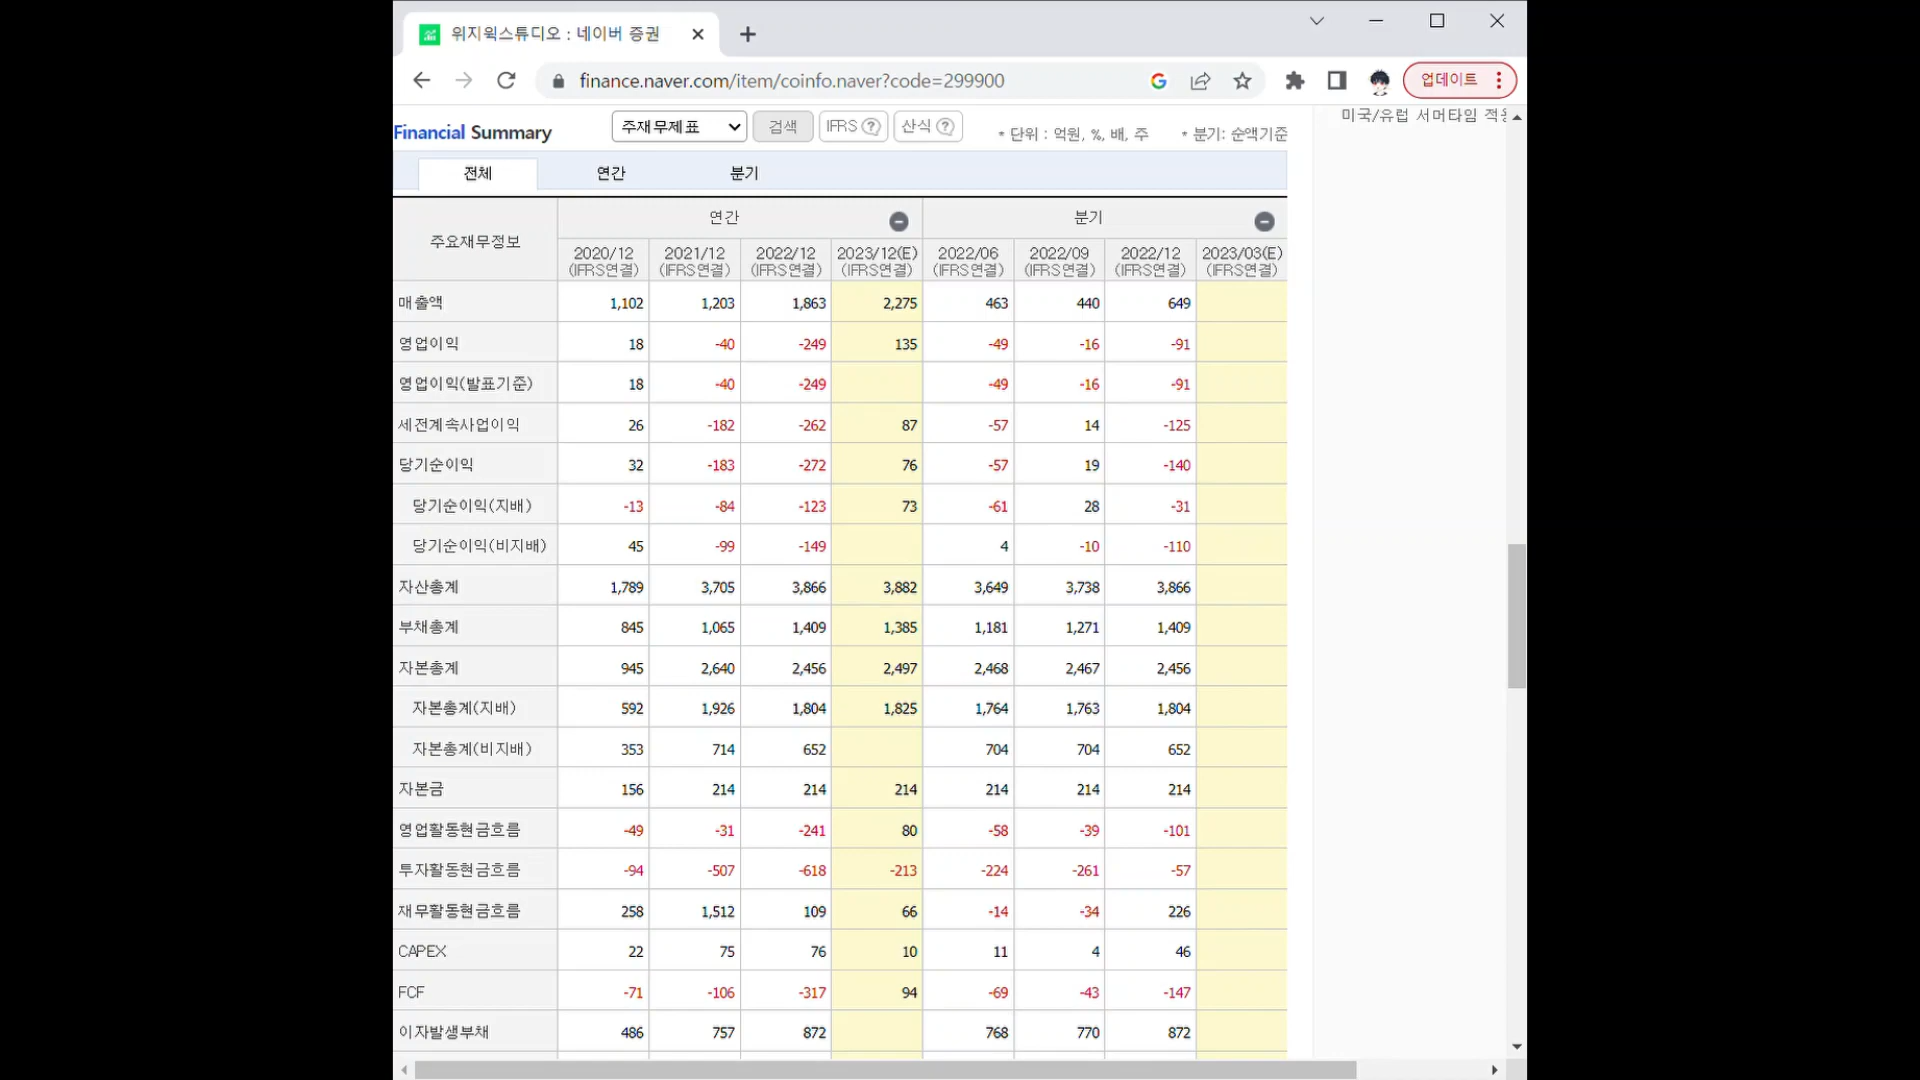 위지윅스튜디오 : 네이버 증권
finance.naver.com/item/coinfo.naver?code=299900
업데이트
Financial Summary 주재무제표 검색 IFRS ? 산식 ? * 단위 : 억원, %, 배, 주 * 분기: 순액기준
미국/유럽 서머타임 적용
전체 연간 분기
주요재무정보 연간 분기
2020/12 2021/12 2022/12 2023/12(E) 2022/06 2022/09 2022/12 2023/03(E)
(IFRS연결) (IFRS연결) (IFRS연결) (IFRS연결) (IFRS연결) (IFRS연결) (IFRS연결) (IFRS연결)
매출액 1,102 1,203 1,863 2,275 463 440 649
영업이익 18 -40 -249 135 -49 -16 -91
영업이익(발표기준) 18 -40 -249 -49 -16 -91
세전계속사업이익 26 -182 -262 87 -57 14 -125
당기순이익 32 -183 -272 76 -57 19 -140
당기순이익(지배) -13 -84 -123 73 -61 28 -31
당기순이익(비지배) 45 -99 -149 4 -10 -110
자산총계 1,789 3,705 3,866 3,882 3,649 3,738 3,866
부채총계 845 1,065 1,409 1,385 1,181 1,271 1,409
자본총계 945 2,640 2,456 2,497 2,468 2,467 2,456
자본총계(지배) 592 1,926 1,804 1,825 1,764 1,763 1,804
자본총계(비지배) 353 714 652 704 704 652
자본금 156 214 214 214 214 214 214
영업활동현금흐름 -49 -31 -241 80 -58 -39 -101
투자활동현금흐름 -94 -507 -618 -213 -224 -261 -57
재무활동현금흐름 258 1,512 109 66 -14 -34 226
CAPEX 22 75 76 10 11 4 46
FCF -71 -106 -317 94 -69 -43 -147
이자발생부채 486 757 872 768 770 872